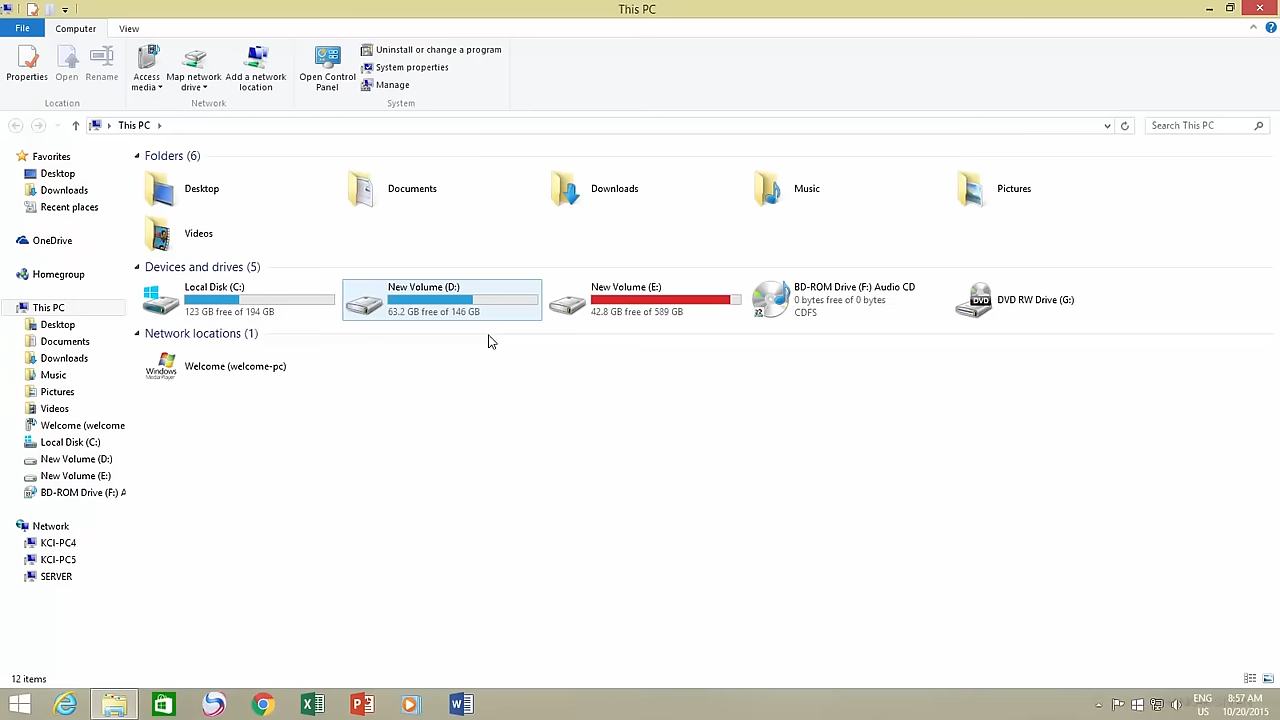 This PC
File
Computer
View
Properties
Open
Rename
Location
Access media
Map network drive
Add a network location
Network
Open Control Panel
Uninstall or change a program
System properties
Manage
System
This PC
Search This PC
Favorites
Desktop
Downloads
Recent places
OneDrive
Homegroup
This PC
Desktop
Documents
Downloads
Music
Pictures
Videos
Welcome (welcome
Local Disk (C:)
New Volume (D:)
New Volume (E:)
BD-ROM Drive (F:) A
Network
KCI-PC4
KCI-PC5
SERVER
Folders (6)
Desktop
Documents
Downloads
Music
Pictures
Videos
Devices and drives (5)
Local Disk (C:)
123 GB free of 194 GB
New Volume (D:)
63.2 GB free of 146 GB
New Volume (E:)
42.8 GB free of 589 GB
BD-ROM Drive (F:) Audio CD
0 bytes free of 0 bytes
CDFS
DVD
DVD RW Drive (G:)
Network locations (1)
Windows
Media Player
Welcome (welcome-pc)
12 items
ENG
US
8:57 AM
10/20/2015